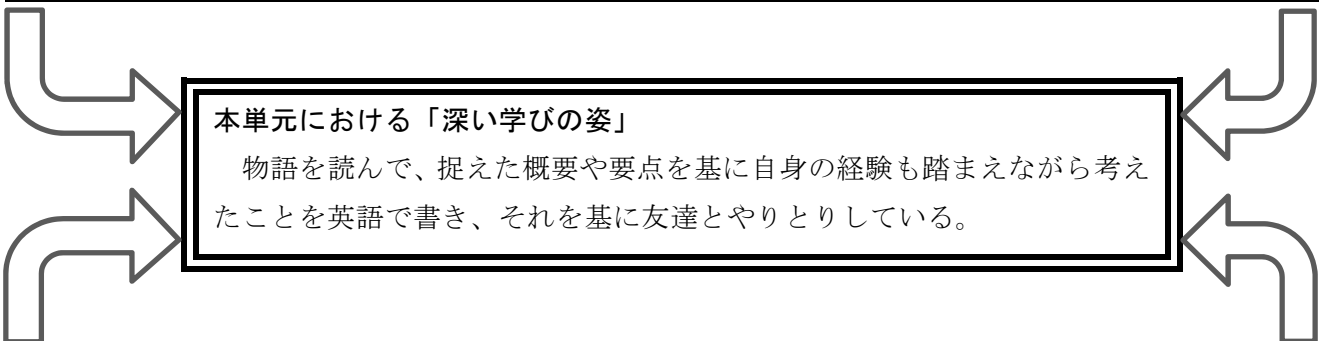 本単元における「深い学びの姿」
物語を読んで、捉えた概要や要点を基に自身の経験も踏まえながら考え
たことを英語で書き、それを基に友達とやりとりしている。